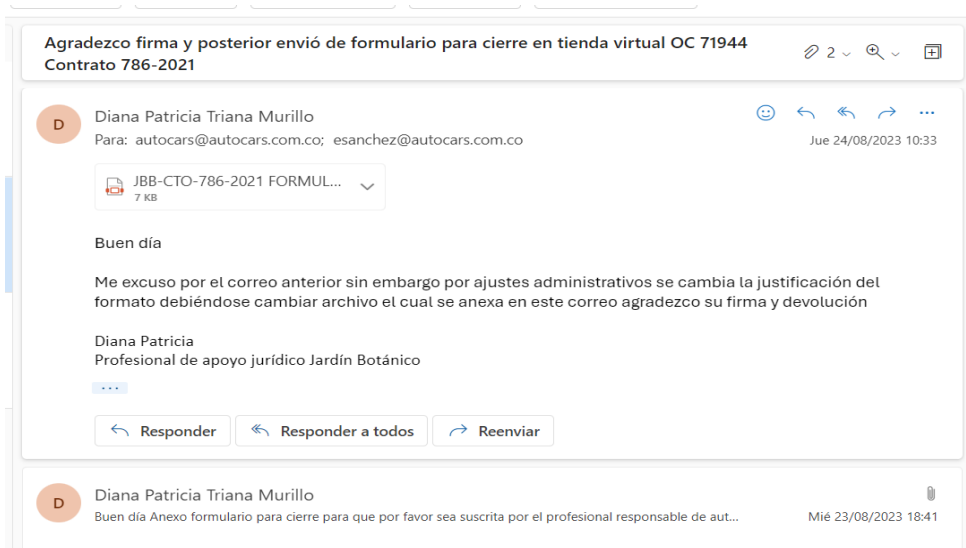 Agradezco firma y posterior envió de formulario para cierre en tienda virtual OC 71944
Contrato 786-2021
2
D
Diana Patricia Triana Murillo
Para: autocars@autocars.com.co; esanchez@autocars.com.co
Jue 24/08/2023 10:33
JBB-CTO-786-2021 FORMUL...
7 KB
Buen día
Me excuso por el correo anterior sin embargo por ajustes administrativos se cambia la justificación del
formato debiéndose cambiar archivo el cual se anexa en este correo agradezco su firma y devolución
Diana Patricia
Profesional de apoyo jurídico Jardín Botánico
...
Responder
Responder a todos
Reenviar
D
Diana Patricia Triana Murillo
Buen día Anexo formulario para cierre para que por favor sea suscrita por el profesional responsable de aut...
Mié 23/08/2023 18:41